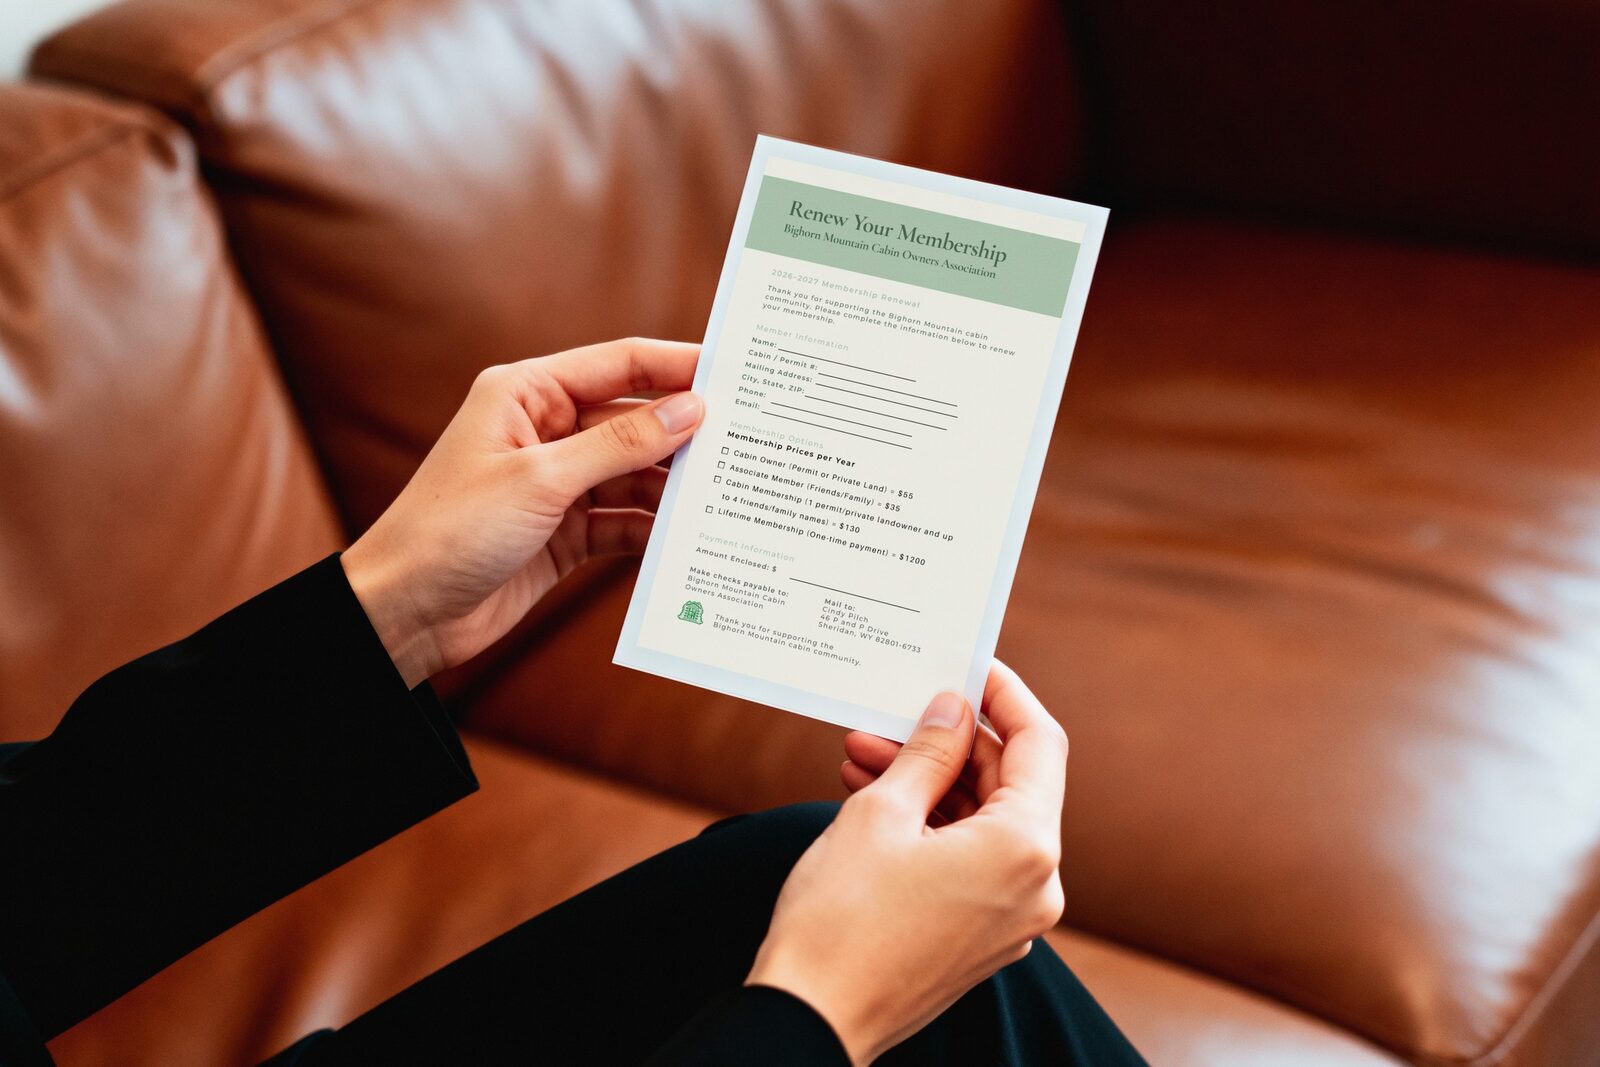 Renew Your Membership
Bighorn Mountain Cabin Owners Association
2026-2027 Membership Renewal
Thank you for supporting the Bighorn Mountain cabin
community. Please complete the information below to renew
your membership.
Member Information
Name:
Cabin / Permit #:
Mailing Address:
City, State, ZIP:
Phone:
Email:
Membership Options
Membership Prices per Year
Cabin Owner (Permit or Private Land) = $55
Associate Member (Friends/Family) = $35
Cabin Membership (1 permit/private landowner and up
to 4 friends/family names) = $130
Lifetime Membership (One-time payment) = $1200
Payment Information
Amount Enclosed: $
Make checks payable to:
Bighorn Mountain Cabin
Owners Association
Mail to:
Cindy Pilch
46 P and P Drive
Sheridan, WY 82801-6733
Thank you for supporting the
Bighorn Mountain cabin community.